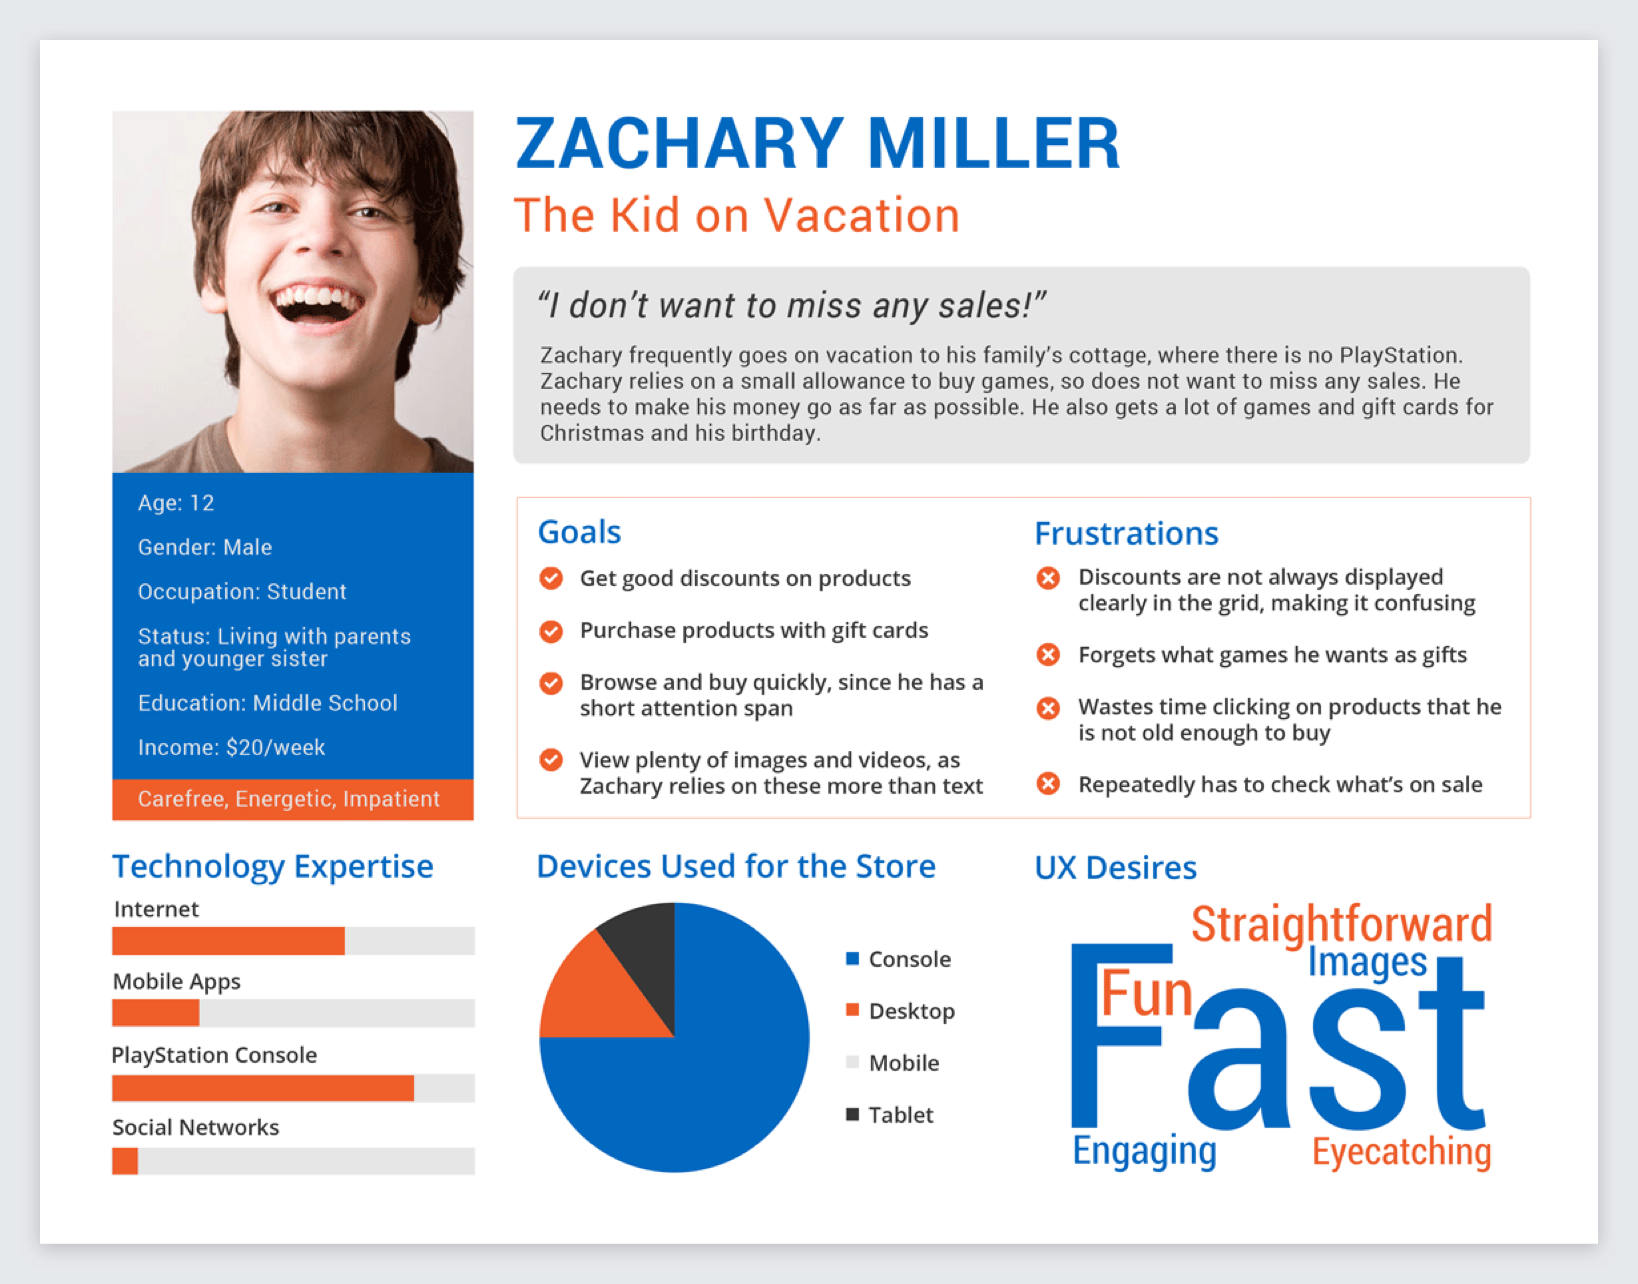 ZACHARY MILLER
The Kid on Vacation
“I don’t want to miss any sales!”
Zachary frequently goes on vacation to his family’s cottage, where there is no PlayStation.
Zachary relies on a small allowance to buy games, so does not want to miss any sales. He
needs to make his money go as far as possible. He also gets a lot of games and gift cards for
Christmas and his birthday.
Age: 12
Gender: Male
Occupation: Student
Status: Living with parents
and younger sister
Education: Middle School
Income: $20/week
Carefree, Energetic, Impatient
Goals
Get good discounts on products
Purchase products with gift cards
Browse and buy quickly, since he has a
short attention span
View plenty of images and videos, as
Zachary relies on these more than text
Frustrations
Discounts are not always displayed
clearly in the grid, making it confusing
Forgets what games he wants as gifts
Wastes time clicking on products that he
is not old enough to buy
Repeatedly has to check what’s on sale
Technology Expertise
Internet
Mobile Apps
PlayStation Console
Social Networks
Devices Used for the Store
Console
Desktop
Mobile
Tablet
UX Desires
Straightforward
Images
Fun
Fast
Engaging
Eyecatching